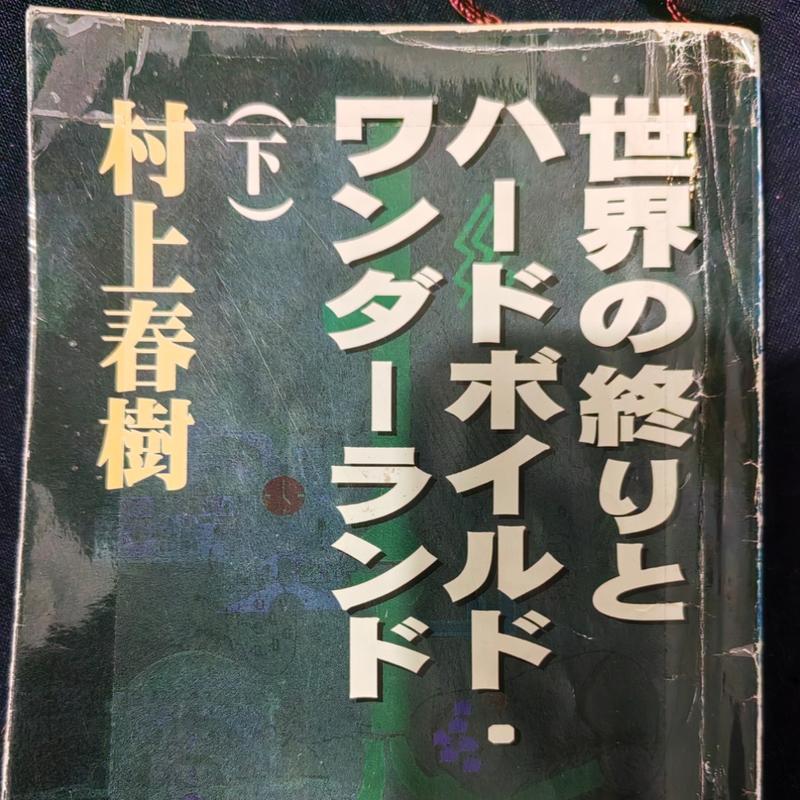 世界の終りと
ハードボイルド・
ワンダーランド
（下）
村上春樹